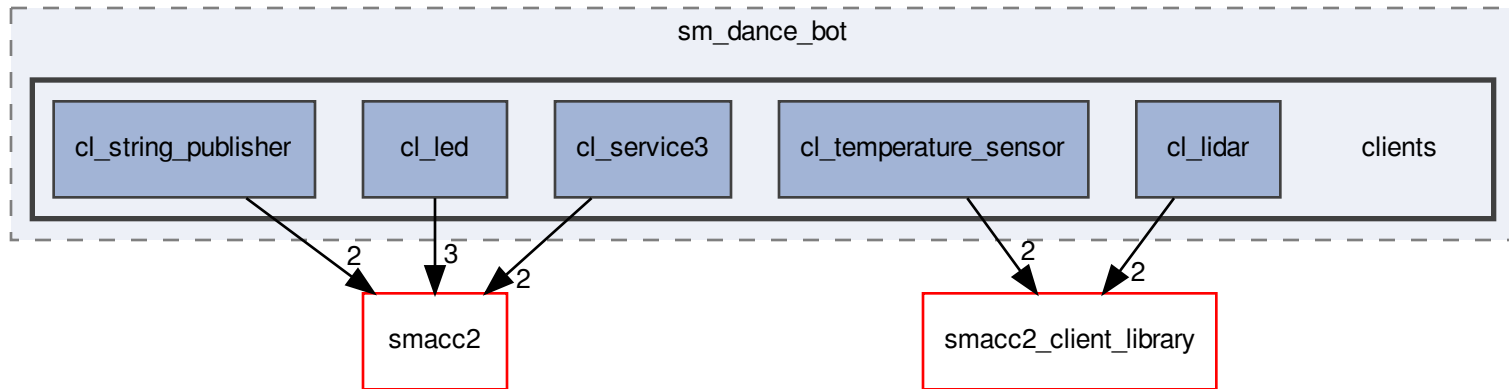 sm_dance_bot
cl_string_publisher
cl_led
cl_service3
cl_temperature_sensor
cl_lidar
clients
2
3
2
2
2
smacc2
smacc2_client_library